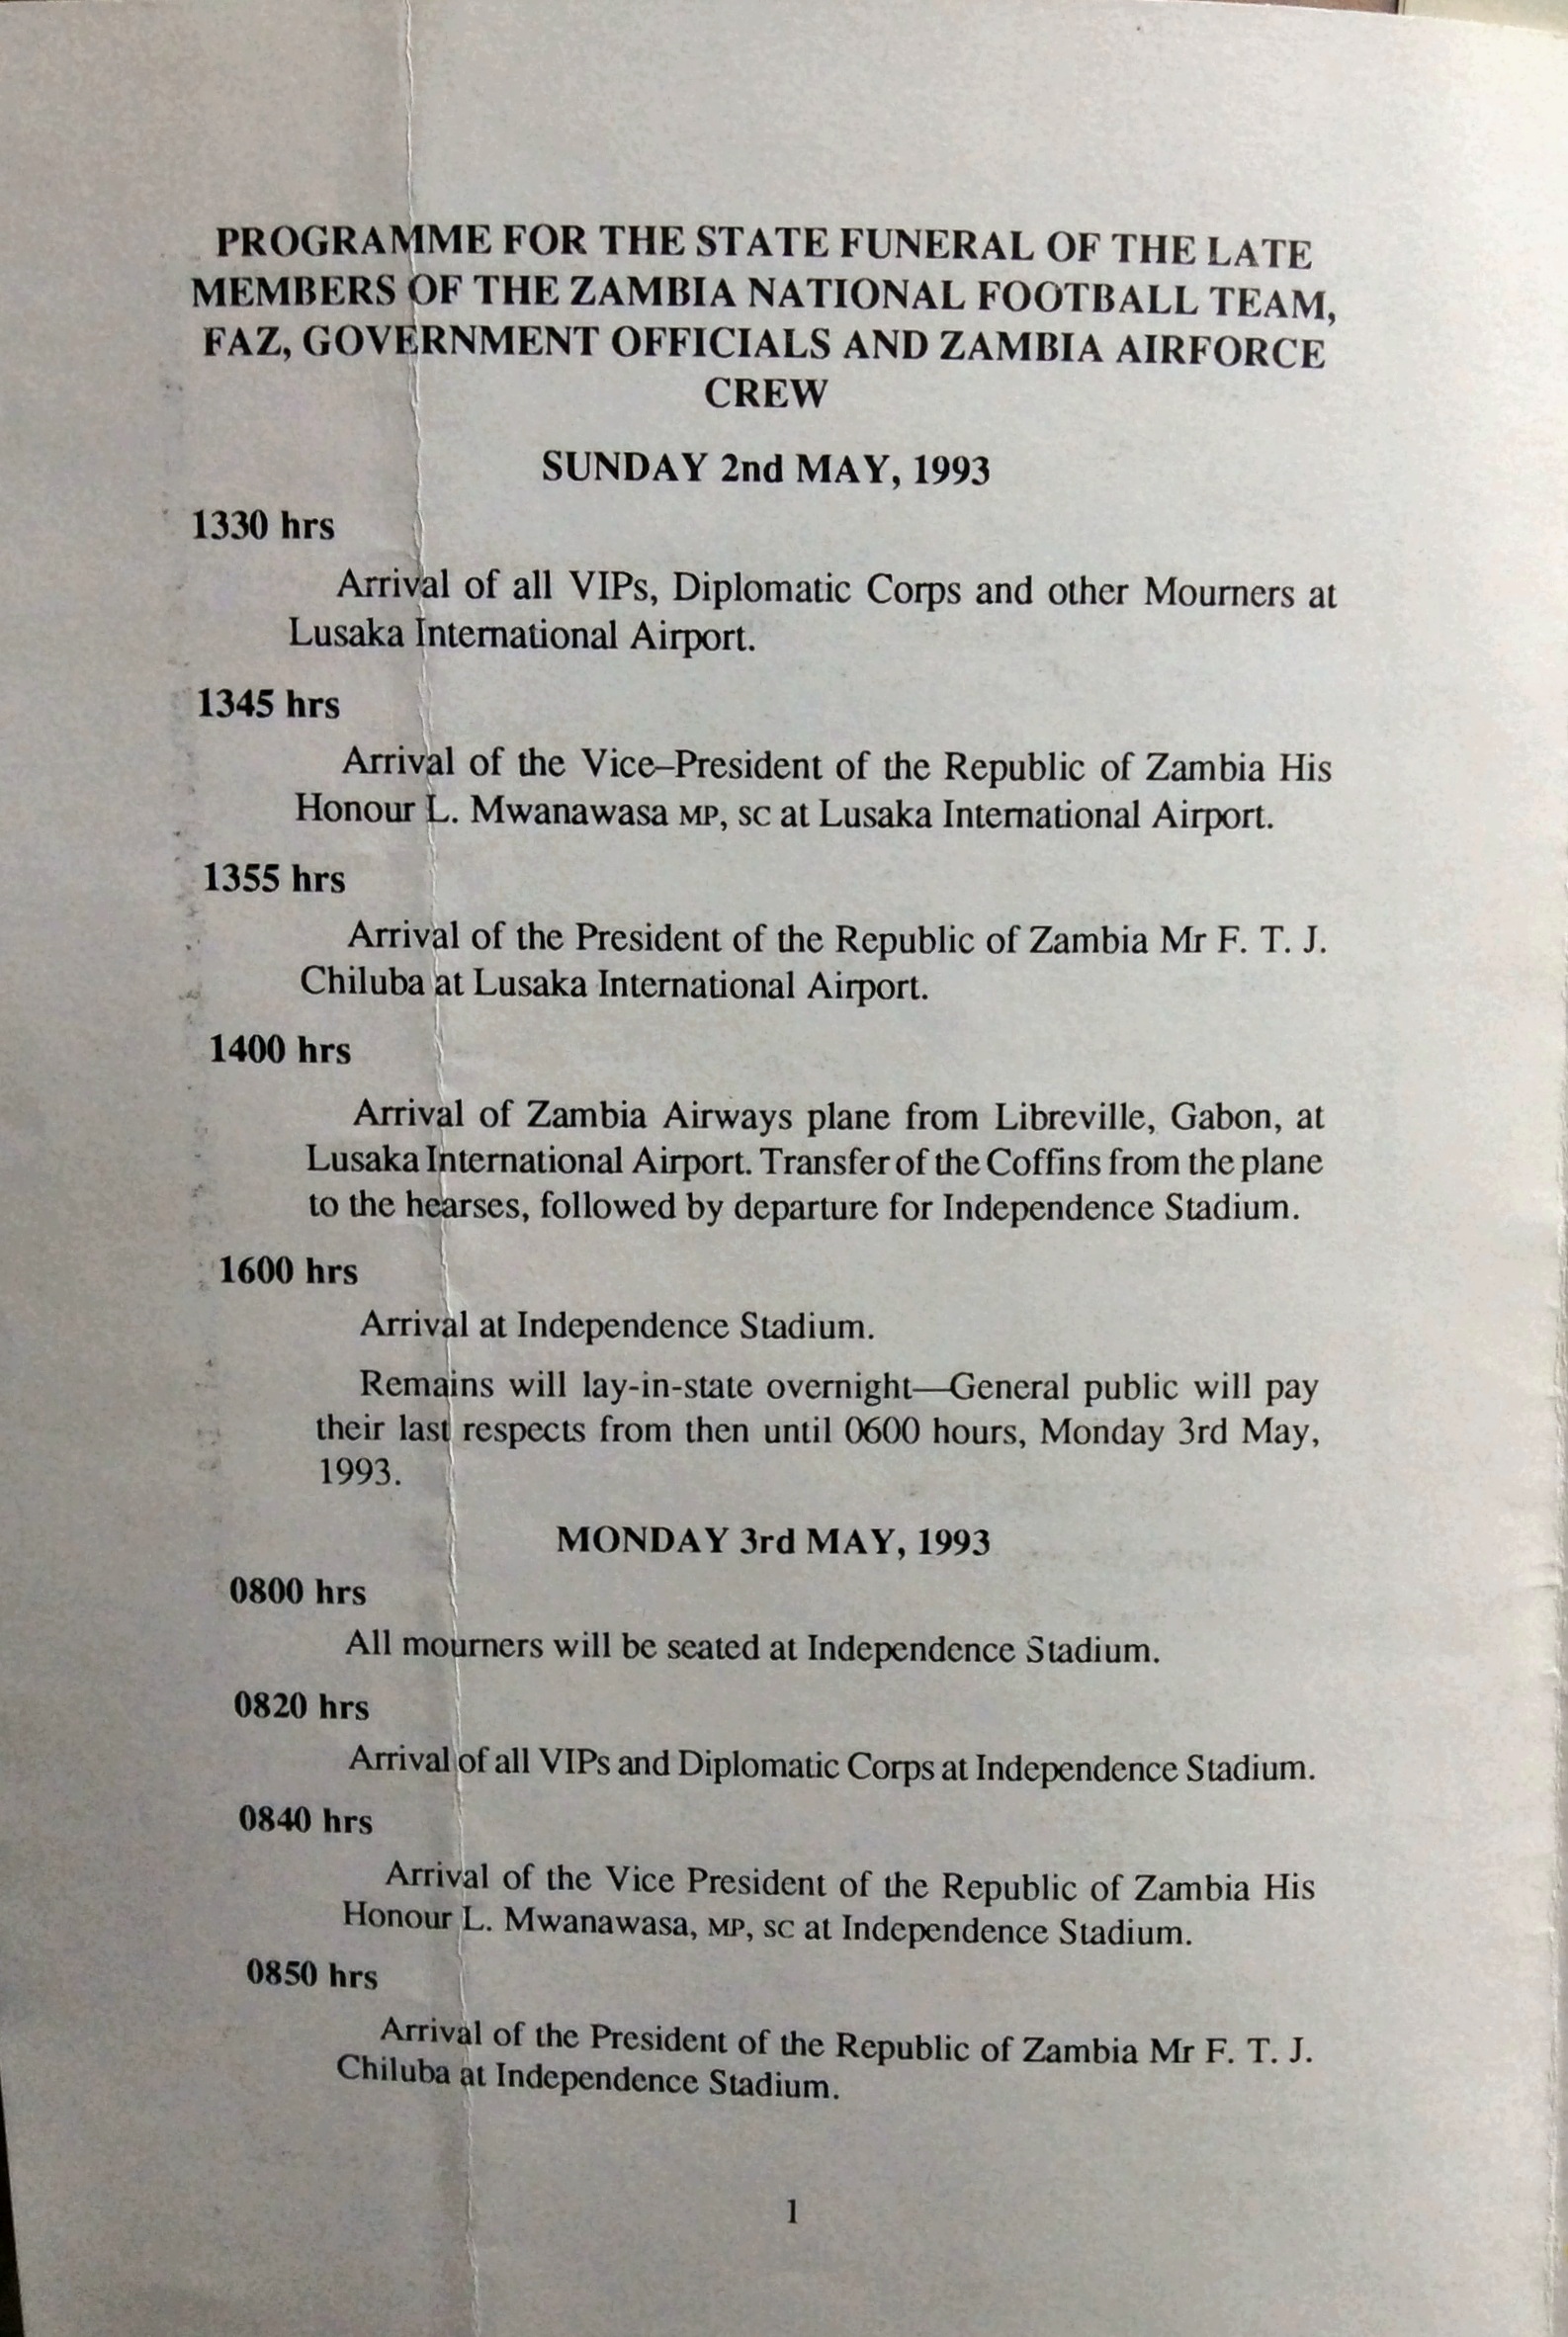 PROGRAMME FOR THE STATE FUNERAL OF THE LATE
MEMBERS OF THE ZAMBIA NATIONAL FOOTBALL TEAM,
FAZ, GOVERNMENT OFFICIALS AND ZAMBIA AIRFORCE
CREW
SUNDAY 2nd MAY, 1993
1330 hrs
Arrival of all VIPs, Diplomatic Corps and other Mourners at
Lusaka International Airport.
1345 hrs
Arrival of the Vice–President of the Republic of Zambia His
Honour L. Mwanawasa MP, SC at Lusaka International Airport.
1355 hrs
Arrival of the President of the Republic of Zambia Mr F. T. J.
Chiluba at Lusaka International Airport.
1400 hrs
Arrival of Zambia Airways plane from Libreville, Gabon, at
Lusaka International Airport. Transfer of the Coffins from the plane
to the hearses, followed by departure for Independence Stadium.
1600 hrs
Arrival at Independence Stadium.
Remains will lay-in-state overnight—General public will pay
their last respects from then until 0600 hours, Monday 3rd May,
1993.
MONDAY 3rd MAY, 1993
0800 hrs
All mourners will be seated at Independence Stadium.
0820 hrs
Arrival of all VIPs and Diplomatic Corps at Independence Stadium.
0840 hrs
Arrival of the Vice President of the Republic of Zambia His
Honour L. Mwanawasa, MP, SC at Independence Stadium.
0850 hrs
Arrival of the President of the Republic of Zambia Mr F. T. J.
Chiluba at Independence Stadium.
1